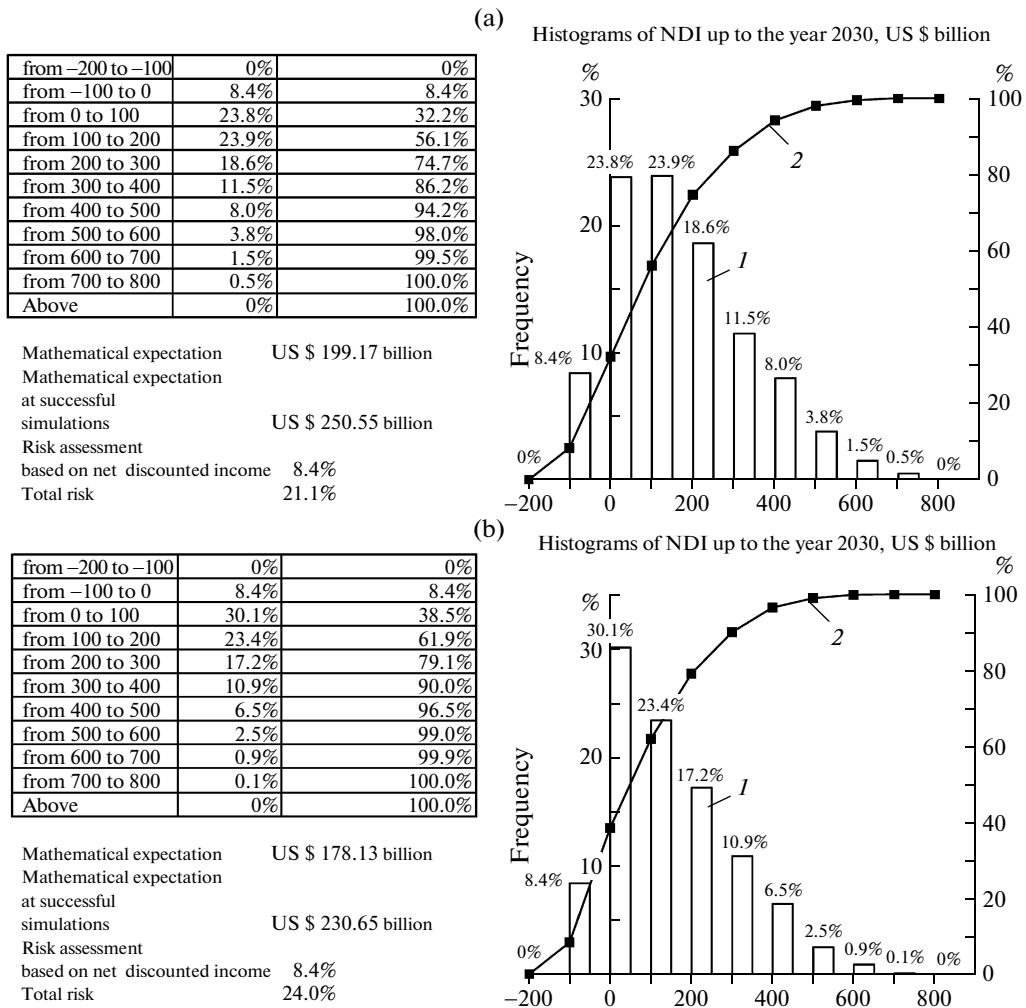 (a)
Histograms of NDI up to the year 2030, US $ billion
from –200 to –100 0% 0%
from –100 to 0 8.4% 8.4%
from 0 to 100 23.8% 32.2%
from 100 to 200 23.9% 56.1%
from 200 to 300 18.6% 74.7%
from 300 to 400 11.5% 86.2%
from 400 to 500 8.0% 94.2%
from 500 to 600 3.8% 98.0%
from 600 to 700 1.5% 99.5%
from 700 to 800 0.5% 100.0%
Above 0% 100.0%
Mathematical expectation US $ 199.17 billion
Mathematical expectation
at successful
simulations US $ 250.55 billion
Risk assessment
based on net discounted income 8.4%
Total risk 21.1%
% %
30 100
23.8% 23.9% 2
80
20 18.6%
60
1
Frequency
11.5% 40
10
8.4% 8.0%
20
3.8%
1.5%
0% 0.5% 0%
0
–200 0 200 400 600 800
(b)
Histograms of NDI up to the year 2030, US $ billion
from –200 to –100 0% 0%
from –100 to 0 8.4% 8.4%
from 0 to 100 30.1% 38.5%
from 100 to 200 23.4% 61.9%
from 200 to 300 17.2% 79.1%
from 300 to 400 10.9% 90.0%
from 400 to 500 6.5% 96.5%
from 500 to 600 2.5% 99.0%
from 600 to 700 0.9% 99.9%
from 700 to 800 0.1% 100.0%
Above 0% 100.0%
Mathematical expectation US $ 178.13 billion
Mathematical expectation
at successful
simulations US $ 230.65 billion
Risk assessment
based on net discounted income 8.4%
Total risk 24.0%
% %
100
30.1% 2
30
80
23.4%
60
20 17.2% 1
Frequency
40
10.9%
10
8.4% 6.5%
20
2.5%
0% 0.9% 0.1% 0%
0
–200 0 200 400 600 800